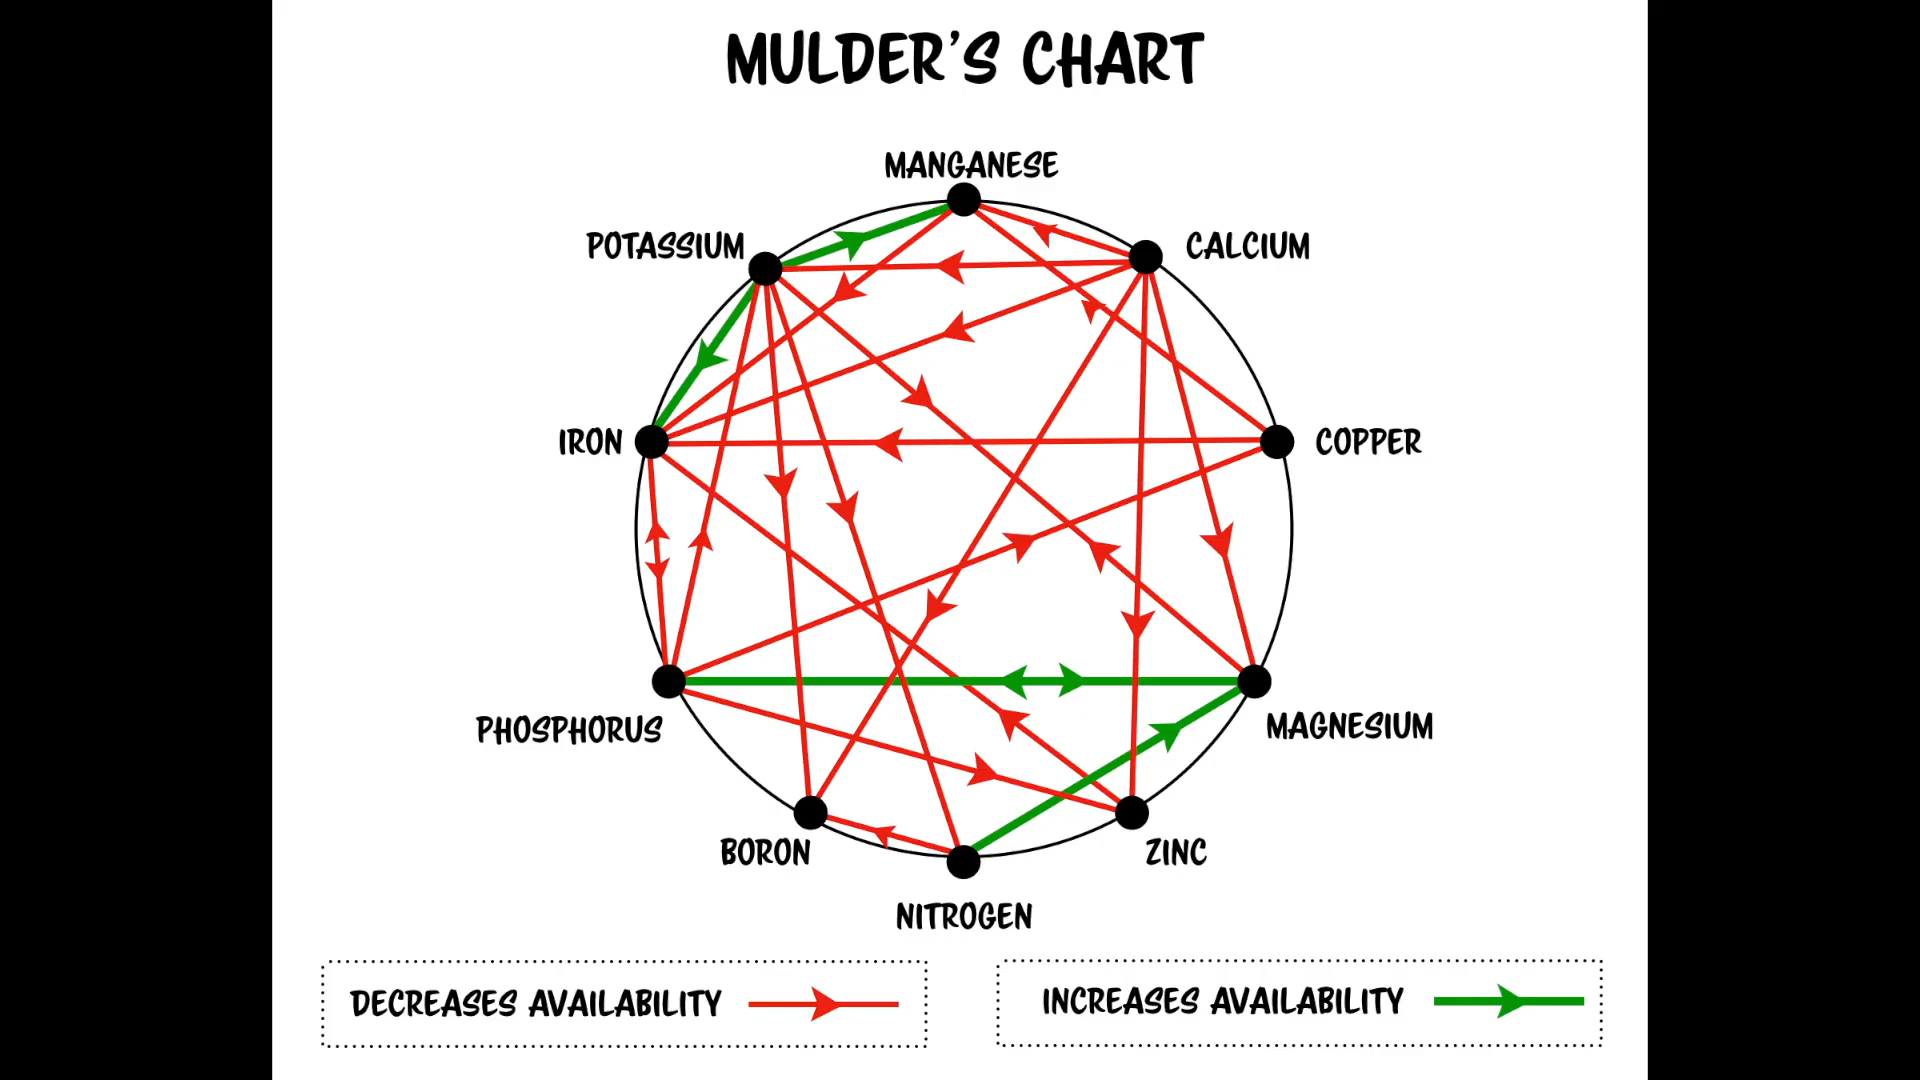 MULDER'S CHART
MANGANESE
POTASSIUM
CALCIUM
IRON
COPPER
PHOSPHORUS
MAGNESIUM
BORON
ZINC
NITROGEN
DECREASES AVAILABILITY
INCREASES AVAILABILITY